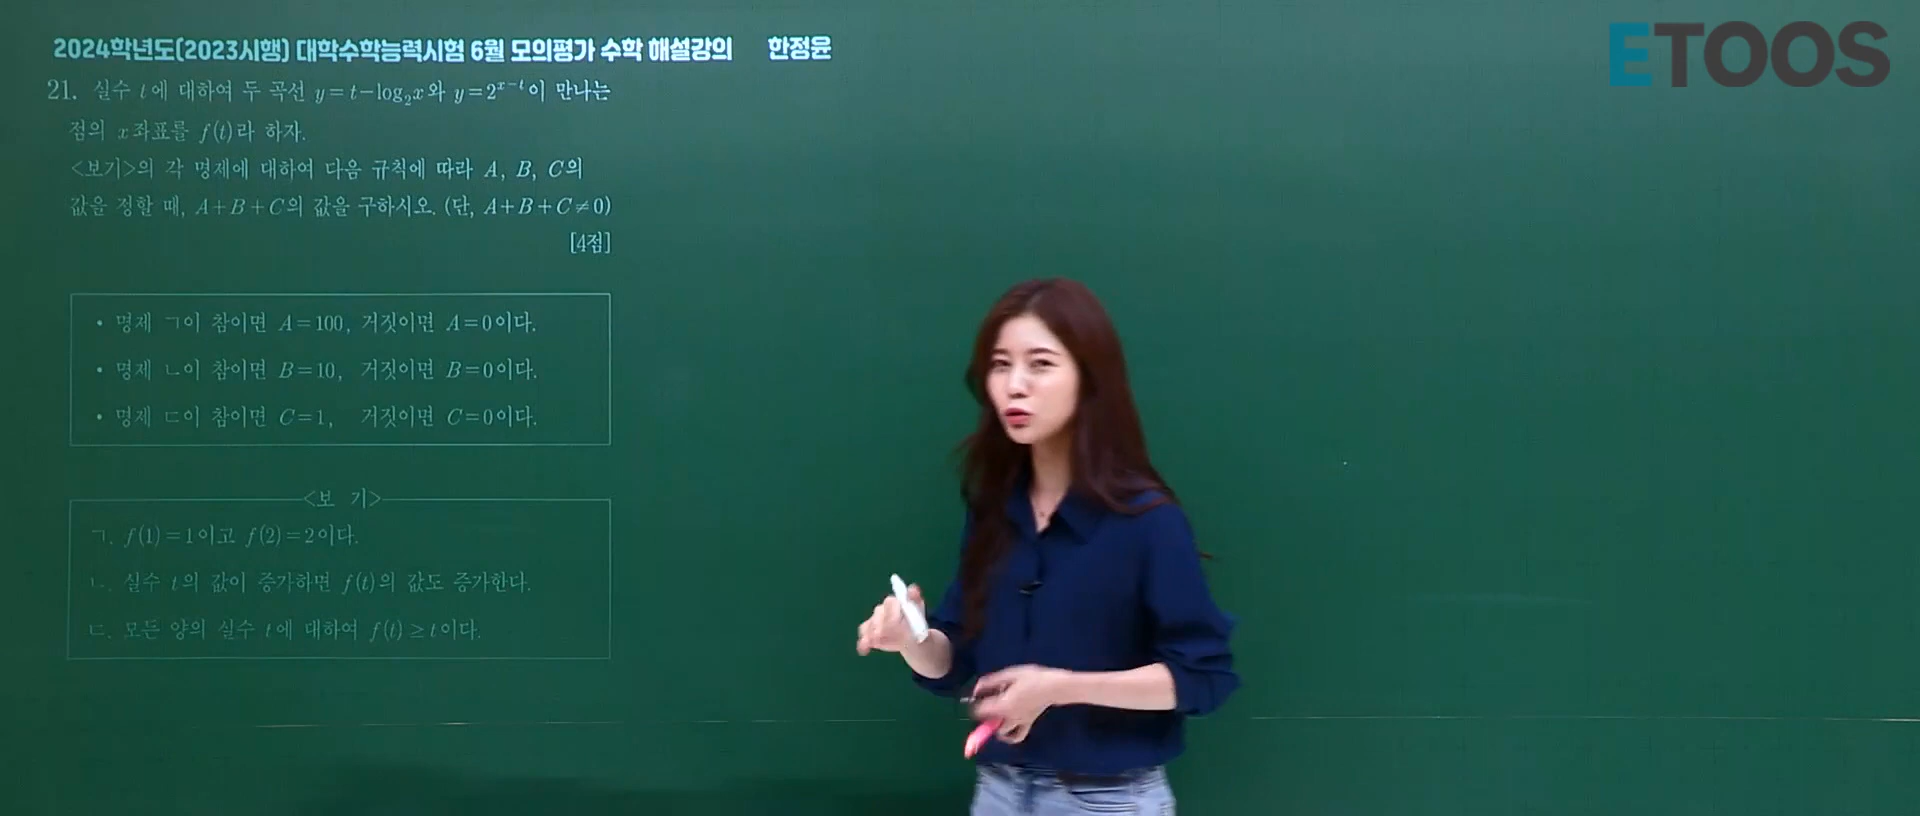 2024학년도(2023시행) 대학수학능력시험 6월 모의평가 수학 해설강의 한정윤
ETOOS
21. 실수 t에 대하여 두 곡선 y=t-log₂x와 y=2^{x-t}이 만나는
점의 x좌표를 f(t)라 하자.
<보기>의 각 명제에 대하여 다음 규칙에 따라 A, B, C의
값을 정할 때, A+B+C의 값을 구하시오. (단, A+B+C≠0)
[4점]
• 명제 ㄱ이 참이면 A=100, 거짓이면 A=0이다.
• 명제 ㄴ이 참이면 B=10, 거짓이면 B=0이다.
• 명제 ㄷ이 참이면 C=1, 거짓이면 C=0이다.
<보 기>
ㄱ. f(1)=1이고 f(2)=2이다.
ㄴ. 실수 t의 값이 증가하면 f(t)의 값도 증가한다.
ㄷ. 모든 양의 실수 t에 대하여 f(t)≥t이다.